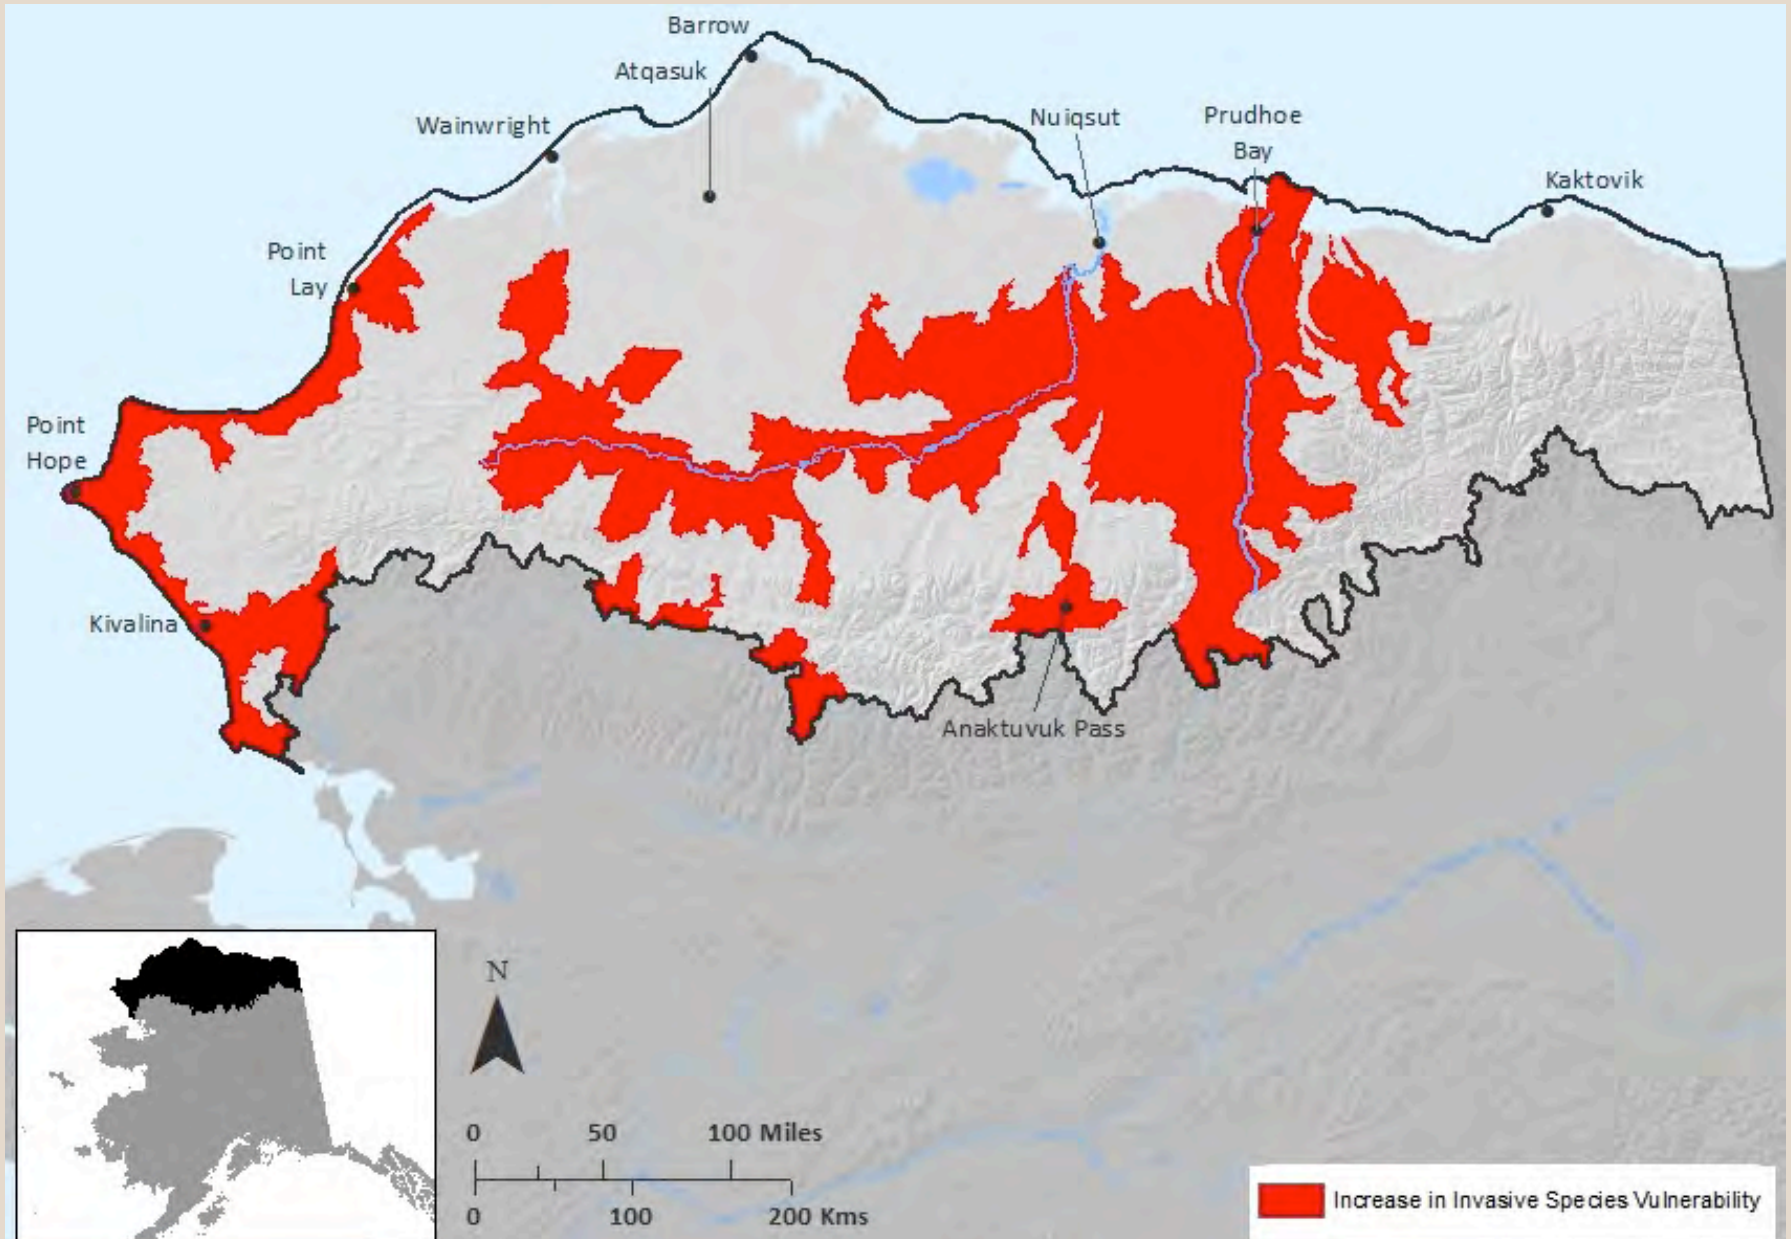 Barrow
Atqasuk
Wainwright
Nuiqsut
Prudhoe
Bay
Kaktovik
Point
Lay
Point
Hope
Kivalina
Anaktuvuk Pass
N
0 50 100 Miles
0 100 200 Kms
Increase in Invasive Species Vulnerability